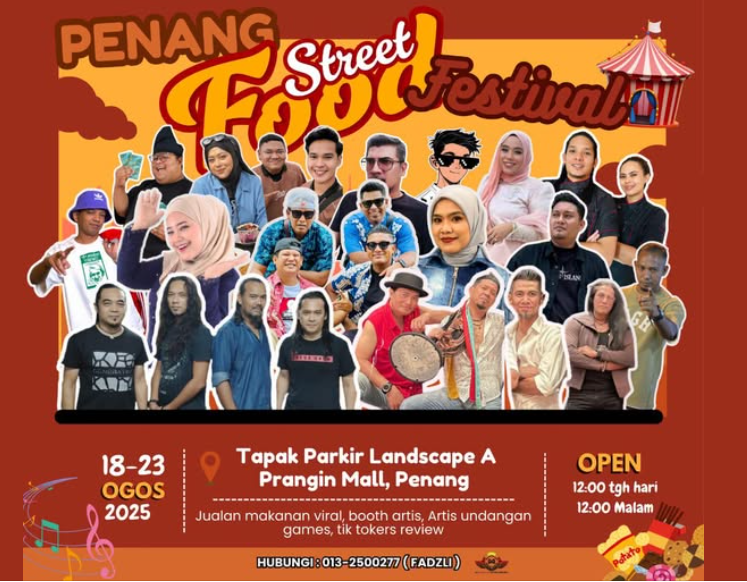 PENANG
Street
Food
Festival
18-23
OGOS
2025
Tapak Parkir Landscape A
Prangin Mall, Penang
Jualan makanan viral, booth artis, Artis undangan
games, tik tokers review
OPEN
12:00 tgh hari
12:00 Malam
HUBUNGI : 013-2500277 ( FADZLI )
Potato